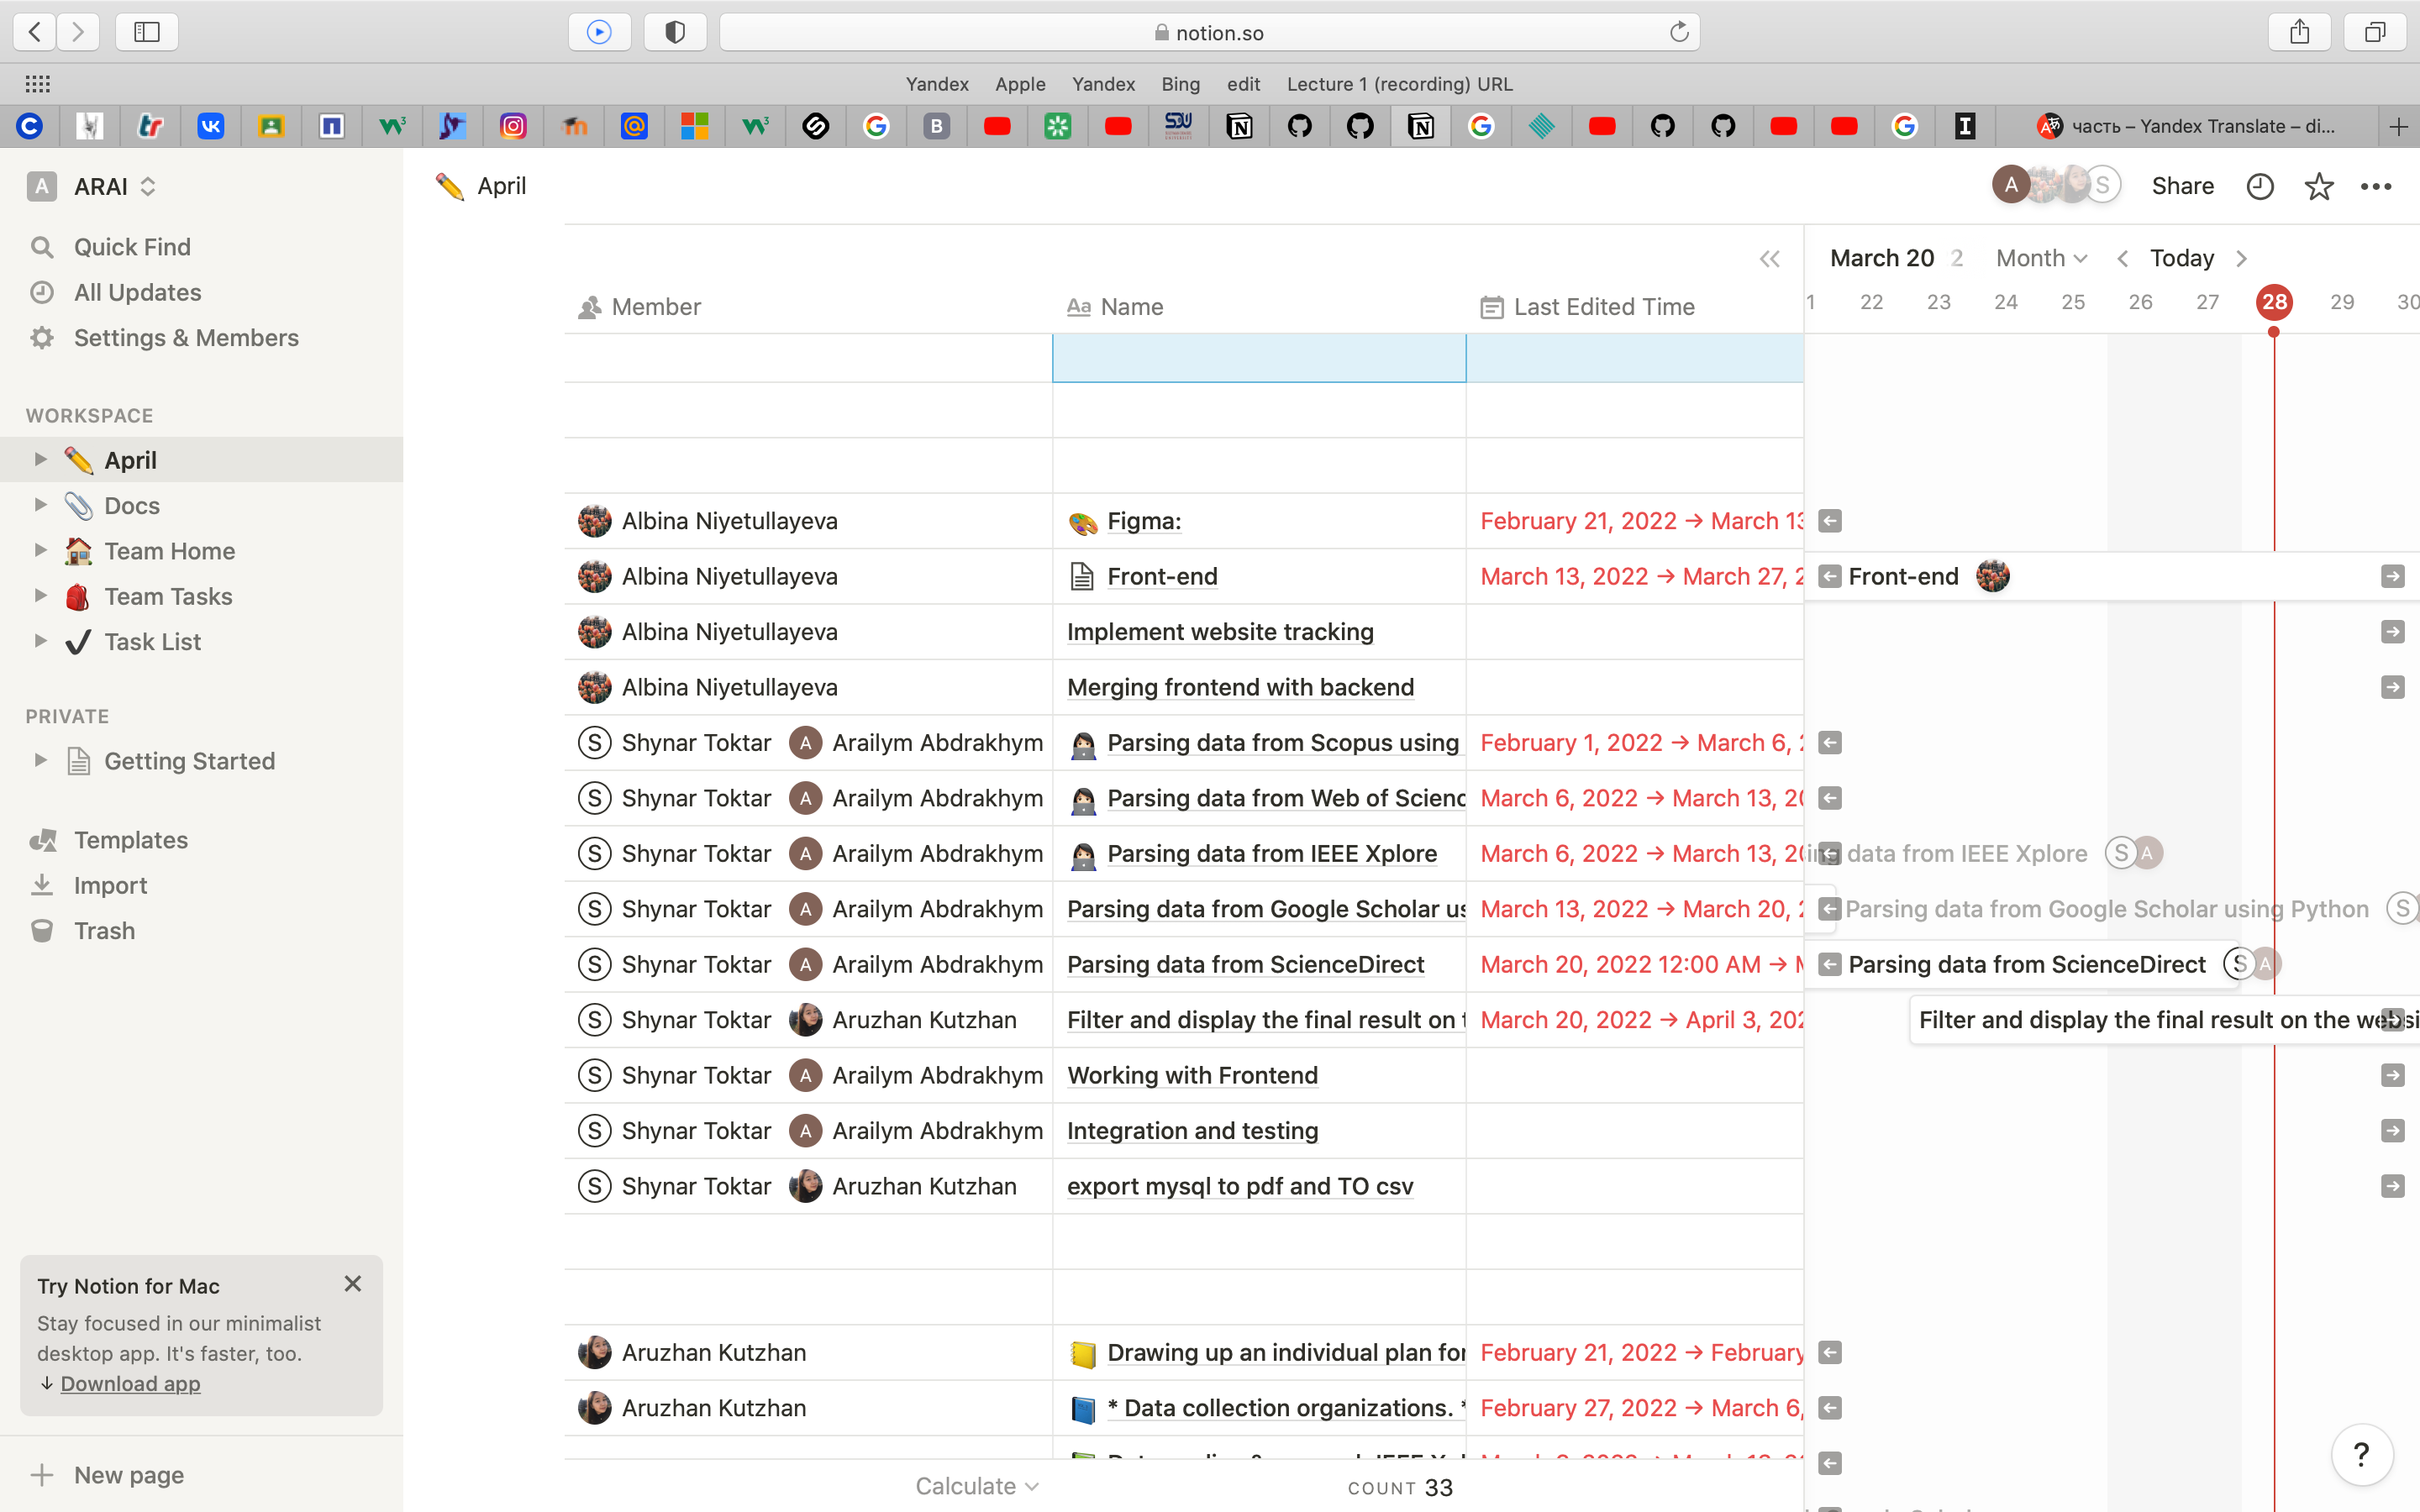 notion.so
Yandex Apple Yandex Bing edit Lecture 1 (recording) URL
часть – Yandex Translate – di...
A ARAI
April
Share
Quick Find
All Updates
Settings & Members
WORKSPACE
April
Docs
Team Home
Team Tasks
Task List
PRIVATE
Getting Started
Templates
Import
Trash
Try Notion for Mac
Stay focused in our minimalist
desktop app. It's faster, too.
Download app
New page
March 20 2 Month Today
Member Aa Name Last Edited Time
1 22 23 24 25 26 27 28 29 30
Albina Niyetullayeva Figma: February 21, 2022 → March 13
Albina Niyetullayeva Front-end March 13, 2022 → March 27, 2 Front-end
Albina Niyetullayeva Implement website tracking
Albina Niyetullayeva Merging frontend with backend
S Shynar Toktar A Arailym Abdrakhym Parsing data from Scopus using February 1, 2022 → March 6, 2
S Shynar Toktar A Arailym Abdrakhym Parsing data from Web of Scienc March 6, 2022 → March 13, 20
S Shynar Toktar A Arailym Abdrakhym Parsing data from IEEE Xplore March 6, 2022 → March 13, 20 ing data from IEEE Xplore S A
S Shynar Toktar A Arailym Abdrakhym Parsing data from Google Scholar us March 13, 2022 → March 20, 2 Parsing data from Google Scholar using Python S
S Shynar Toktar A Arailym Abdrakhym Parsing data from ScienceDirect March 20, 2022 12:00 AM → M Parsing data from ScienceDirect S A
S Shynar Toktar Aruzhan Kutzhan Filter and display the final result on t March 20, 2022 → April 3, 202 Filter and display the final result on the websi
S Shynar Toktar A Arailym Abdrakhym Working with Frontend
S Shynar Toktar A Arailym Abdrakhym Integration and testing
S Shynar Toktar Aruzhan Kutzhan export mysql to pdf and TO csv
Aruzhan Kutzhan Drawing up an individual plan for February 21, 2022 → February
Aruzhan Kutzhan * Data collection organizations. * February 27, 2022 → March 6,
Calculate COUNT 33
?